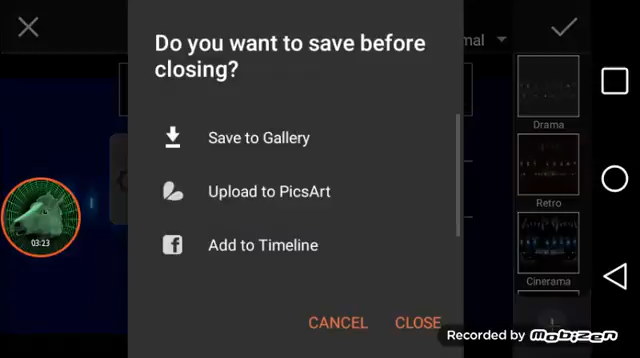 Do you want to save before
closing?
mal
Save to Gallery
Upload to PicsArt
Add to Timeline
CANCEL
CLOSE
Drama
Retro
Cinerama
03:23
Recorded by Mobizen